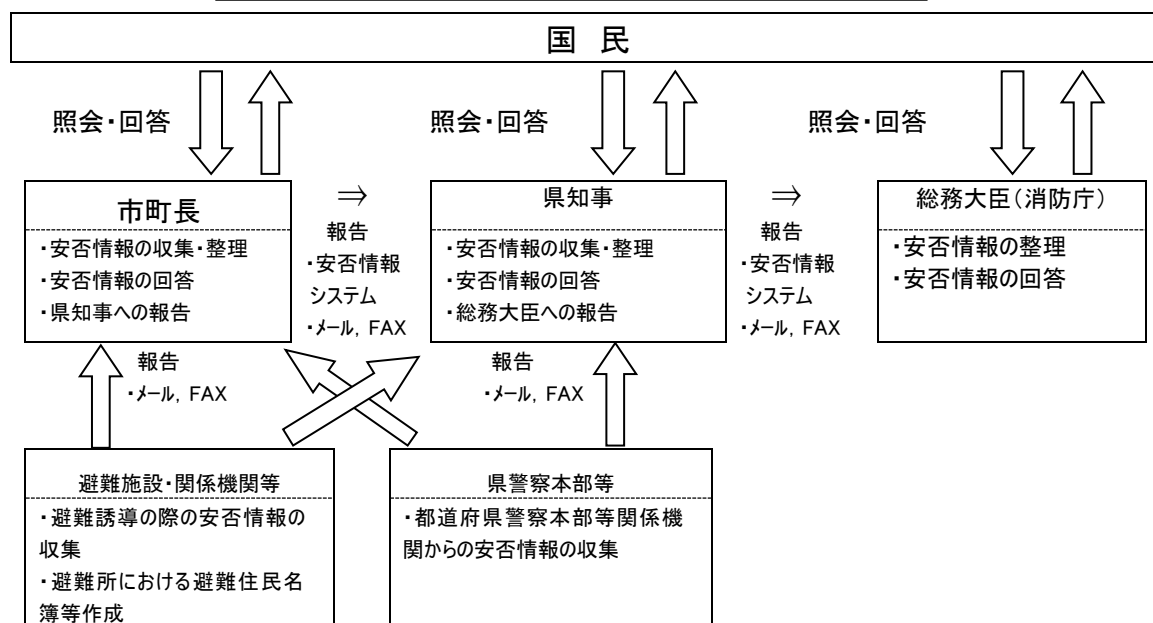 国 民
照会・回答
照会・回答
照会・回答
市町長
・安否情報の収集・整理
・安否情報の回答
・県知事への報告
⇒
報告
・安否情報
システム
・メール, FAX
県知事
・安否情報の収集・整理
・安否情報の回答
・総務大臣への報告
⇒
報告
・安否情報
システム
・メール, FAX
総務大臣(消防庁)
・安否情報の整理
・安否情報の回答
報告
・メール, FAX
報告
・メール, FAX
避難施設・関係機関等
・避難誘導の際の安否情報の
収集
・避難所における避難住民名
簿等作成
県警察本部等
・都道府県警察本部等関係機
関からの安否情報の収集